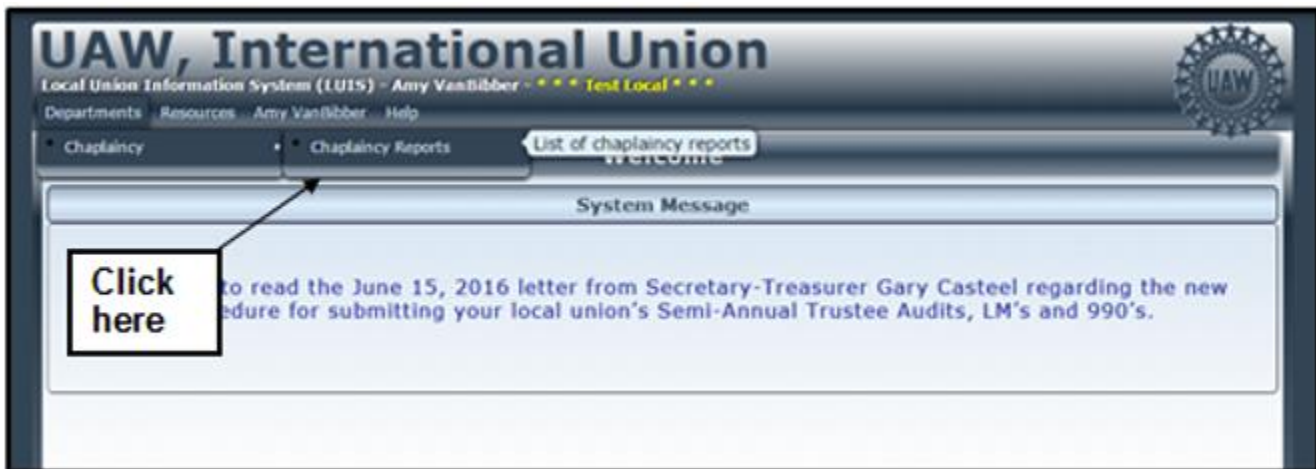 UAW, International Union
Local Union Information System (LUIS) - Amy VanBibber - * * * Test Local * * *
Departments Resources Amy VanBibber Help
UAW
Chaplaincy Chaplaincy Reports List of chaplaincy reports
Welcome
System Message
Click
here
to read the June 15, 2016 letter from Secretary-Treasurer Gary Casteel regarding the new
edure for submitting your local union's Semi-Annual Trustee Audits, LM's and 990's.